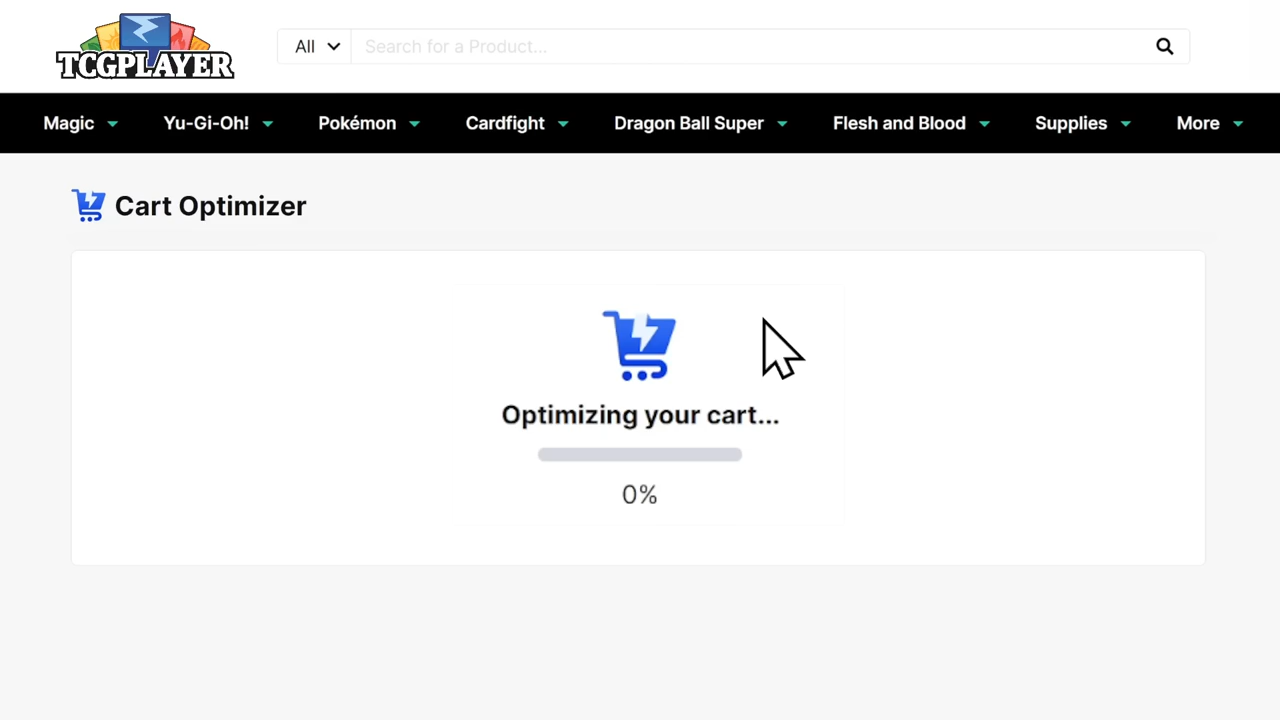 TCGPLAYER
All Search for a Product...
Magic Yu-Gi-Oh! Pokémon Cardfight Dragon Ball Super Flesh and Blood Supplies More
Cart Optimizer
Optimizing your cart...
0%